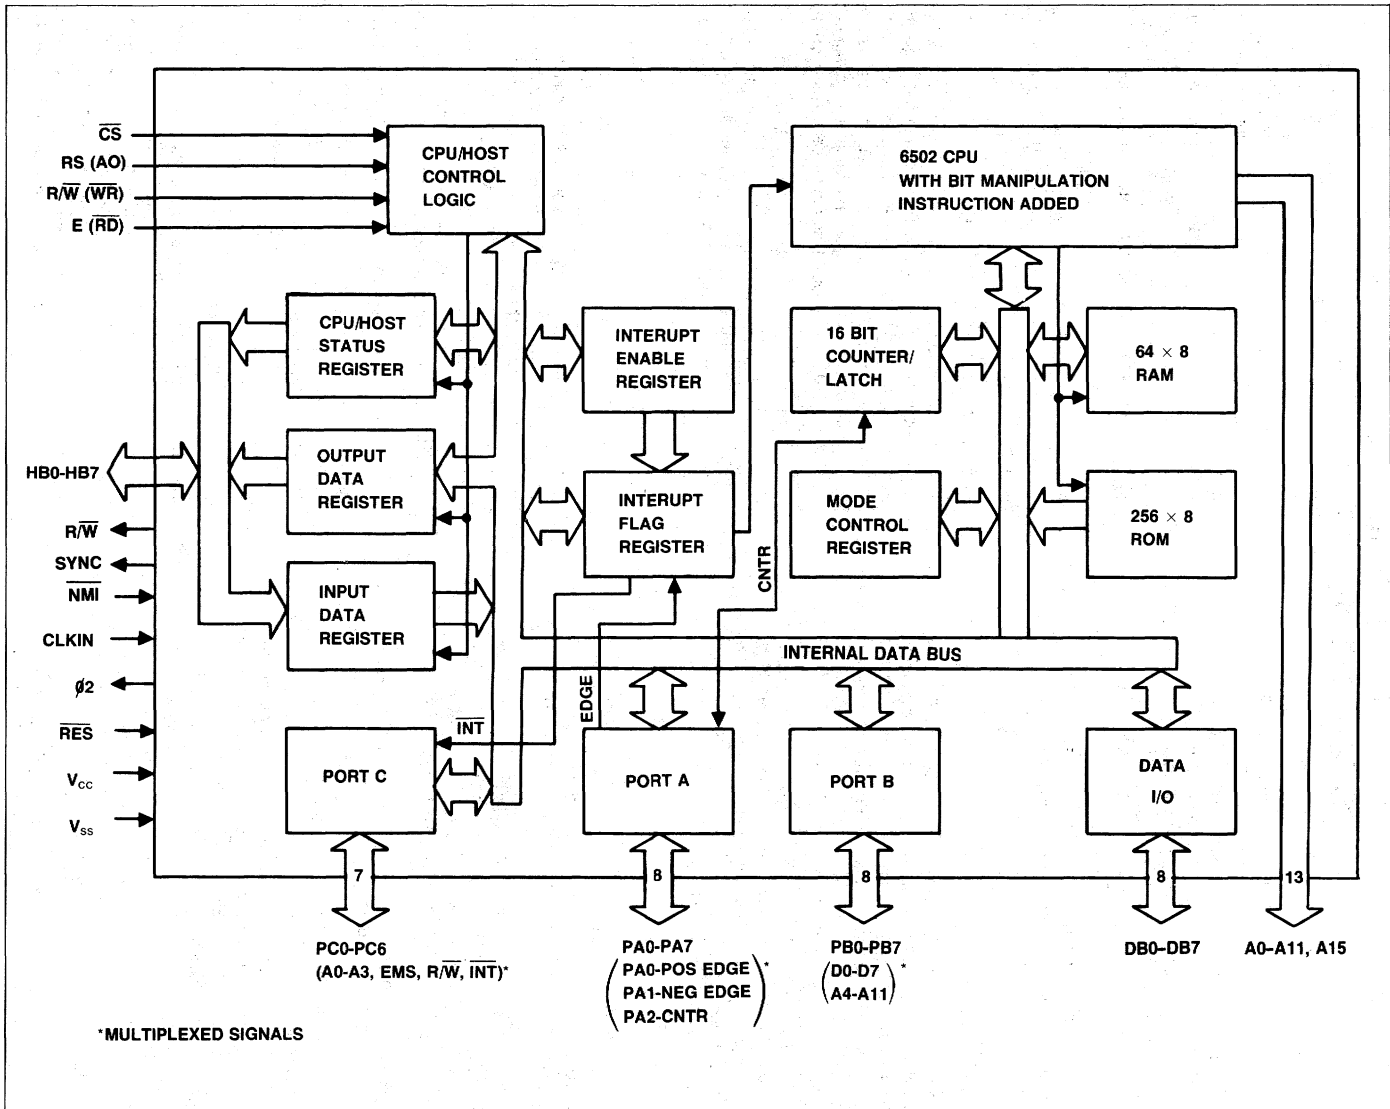 CS
RS (AO)
R/W (WR)
E (RD)
CPU/HOST
CONTROL
LOGIC
6502 CPU
WITH BIT MANIPULATION
INSTRUCTION ADDED
CPU/HOST
STATUS
REGISTER
INTERUPT
ENABLE
REGISTER
16 BIT
COUNTER/
LATCH
64 × 8
RAM
HB0-HB7
OUTPUT
DATA
REGISTER
INTERUPT
FLAG
REGISTER
CNTR
MODE
CONTROL
REGISTER
256 × 8
ROM
R/W
SYNC
NMI
CLKIN
ø2
RES
VCC
VSS
INPUT
DATA
REGISTER
INTERNAL DATA BUS
EDGE
INT
PORT C
PORT A
PORT B
DATA
I/O
7
8
8
8
13
PC0-PC6
(A0-A3, EMS, R/W, INT)*
PA0-PA7
(PA0-POS EDGE)*
PA1-NEG EDGE
PA2-CNTR
PB0-PB7
(D0-D7)*
A4-A11
DB0-DB7
A0-A11, A15
*MULTIPLEXED SIGNALS